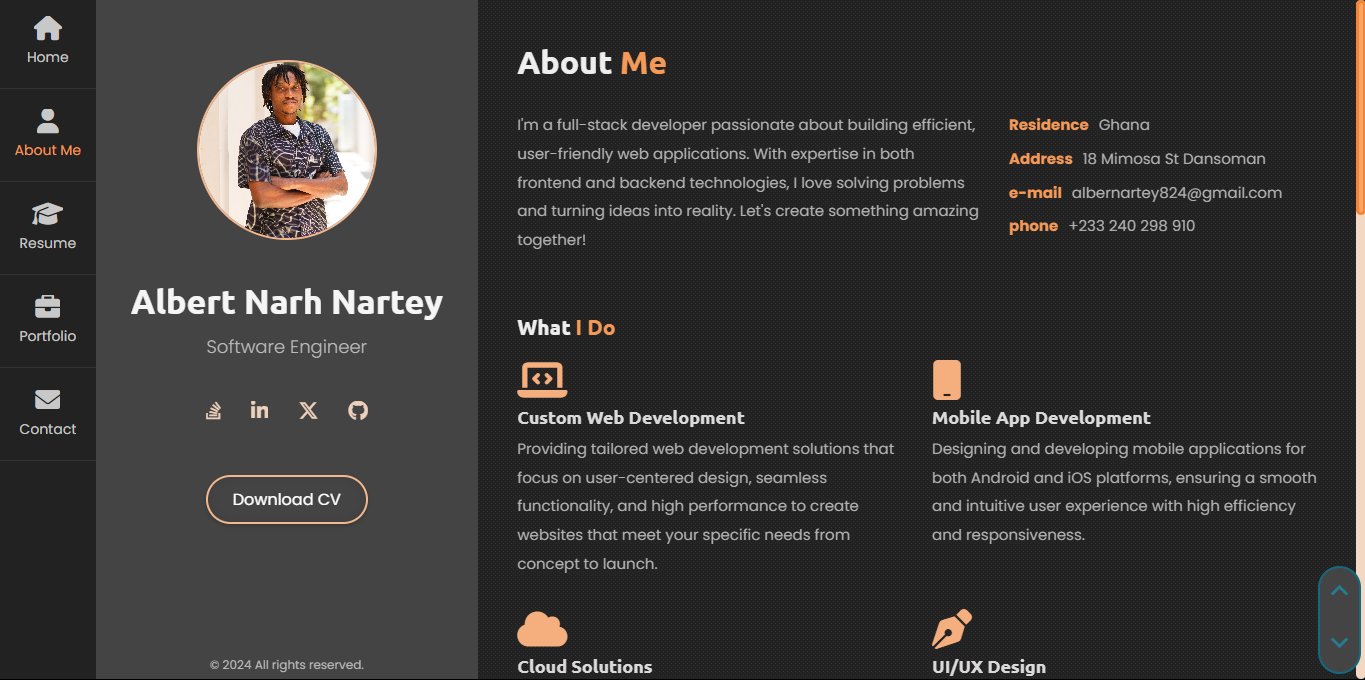 Home
About Me
Resume
Portfolio
Contact
Albert Narh Nartey
Software Engineer
Download CV
© 2024 All rights reserved.
About Me
I'm a full-stack developer passionate about building efficient,
user-friendly web applications. With expertise in both
frontend and backend technologies, I love solving problems
and turning ideas into reality. Let's create something amazing
together!
Residence Ghana
Address 18 Mimosa St Dansoman
e-mail albernartey824@gmail.com
phone +233 240 298 910
What I Do
Custom Web Development
Providing tailored web development solutions that
focus on user-centered design, seamless
functionality, and high performance to create
websites that meet your specific needs from
concept to launch.
Mobile App Development
Designing and developing mobile applications for
both Android and iOS platforms, ensuring a smooth
and intuitive user experience with high efficiency
and responsiveness.
Cloud Solutions
UI/UX Design